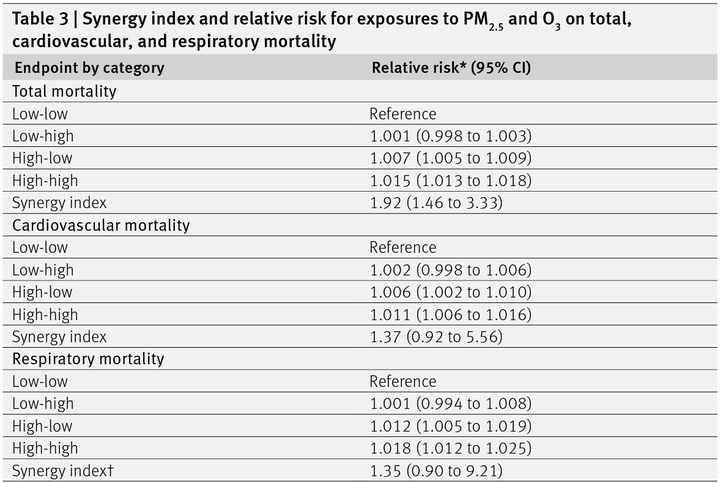 Table 3 | Synergy index and relative risk for exposures to PM2.5 and O3 on total,
cardiovascular, and respiratory mortality
Endpoint by category Relative risk* (95% CI)
Total mortality
Low-low Reference
Low-high 1.001 (0.998 to 1.003)
High-low 1.007 (1.005 to 1.009)
High-high 1.015 (1.013 to 1.018)
Synergy index 1.92 (1.46 to 3.33)
Cardiovascular mortality
Low-low Reference
Low-high 1.002 (0.998 to 1.006)
High-low 1.006 (1.002 to 1.010)
High-high 1.011 (1.006 to 1.016)
Synergy index 1.37 (0.92 to 5.56)
Respiratory mortality
Low-low Reference
Low-high 1.001 (0.994 to 1.008)
High-low 1.012 (1.005 to 1.019)
High-high 1.018 (1.012 to 1.025)
Synergy index† 1.35 (0.90 to 9.21)